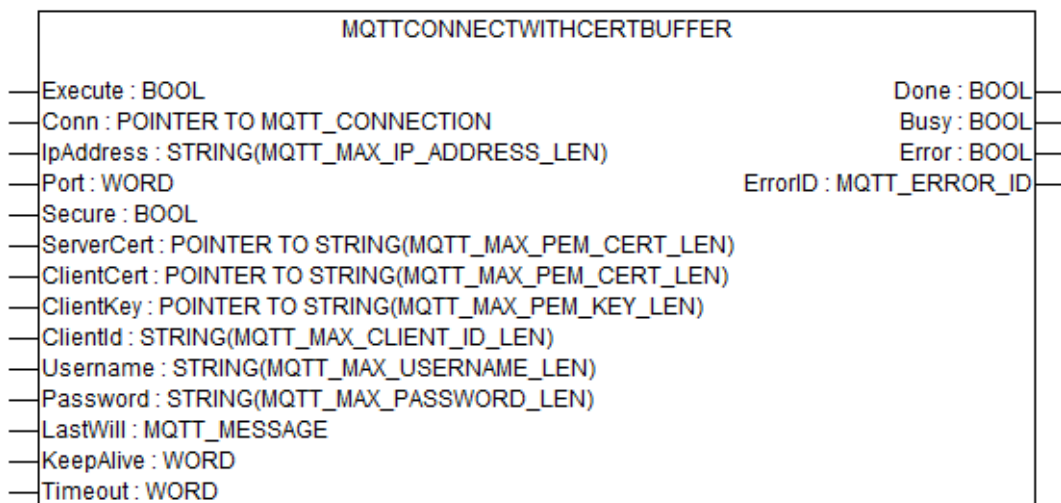 MQTTCONNECTWITHCERTBUFFER
Execute : BOOL Done : BOOL
Conn : POINTER TO MQTT_CONNECTION Busy : BOOL
IpAddress : STRING(MQTT_MAX_IP_ADDRESS_LEN) Error : BOOL
Port : WORD ErrorID : MQTT_ERROR_ID
Secure : BOOL
ServerCert : POINTER TO STRING(MQTT_MAX_PEM_CERT_LEN)
ClientCert : POINTER TO STRING(MQTT_MAX_PEM_CERT_LEN)
ClientKey : POINTER TO STRING(MQTT_MAX_PEM_KEY_LEN)
ClientId : STRING(MQTT_MAX_CLIENT_ID_LEN)
Username : STRING(MQTT_MAX_USERNAME_LEN)
Password : STRING(MQTT_MAX_PASSWORD_LEN)
LastWill : MQTT_MESSAGE
KeepAlive : WORD
Timeout : WORD